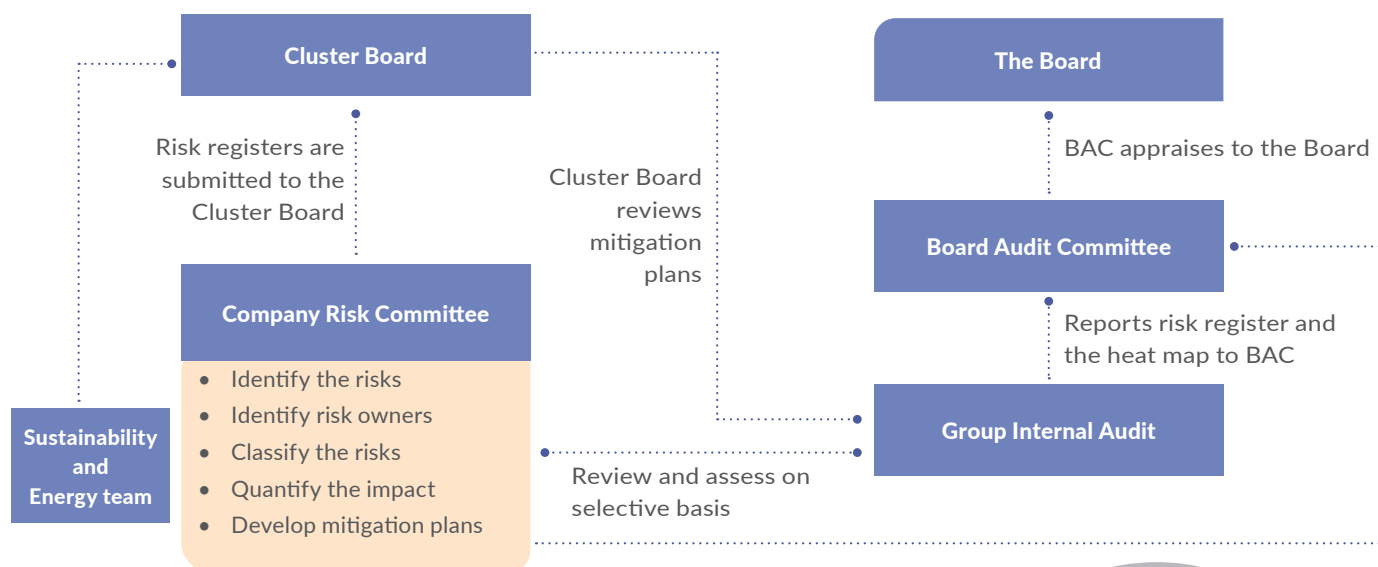 Cluster Board
Risk registers are
submitted to the
Cluster Board
Company Risk Committee
• Identify the risks
• Identify risk owners
• Classify the risks
• Quantify the impact
• Develop mitigation plans
Sustainability
and
Energy team
Cluster Board
reviews
mitigation
plans
Review and assess on
selective basis
The Board
BAC appraises to the Board
Board Audit Committee
Reports risk register and
the heat map to BAC
Group Internal Audit